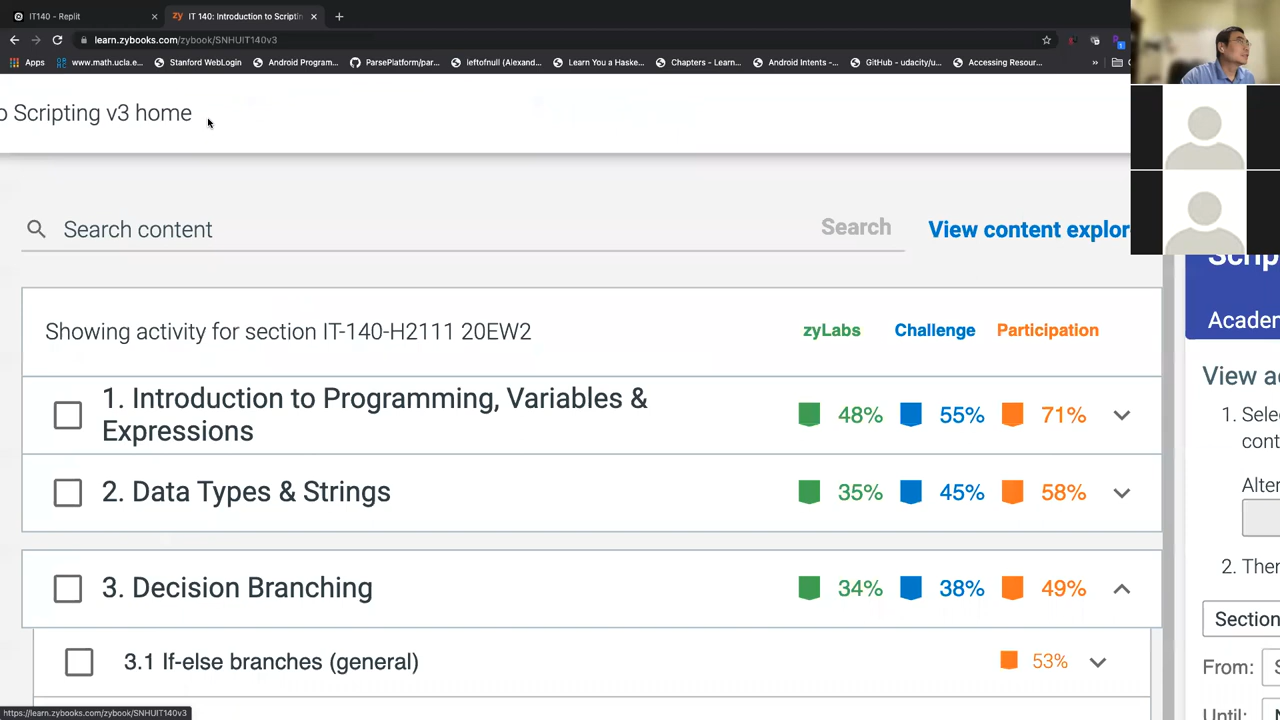 IT140 - Replit
zy IT 140: Introduction to Scriptin
learn.zybooks.com/zybook/SNHUIT140v3
Apps www.math.ucla.e... Stanford WebLogin Android Program... ParsePlatform/par... leftofnull (Alexand... Learn You a Haske... Chapters - Learn... Android Intents -... GitHub - udacity/u... Accessing Resour... »
o Scripting v3 home
Search content Search View content explor
Showing activity for section IT-140-H2111 20EW2 zyLabs Challenge Participation
1. Introduction to Programming, Variables &
Expressions
48% 55% 71%
2. Data Types & Strings 35% 45% 58%
3. Decision Branching 34% 38% 49%
3.1 If-else branches (general) 53%
Scrip
Academ
View ac
1. Selec
cont
Alter
2. Then
Section
From: S
Until: N
https://learn.zybooks.com/zybook/SNHUIT140v3